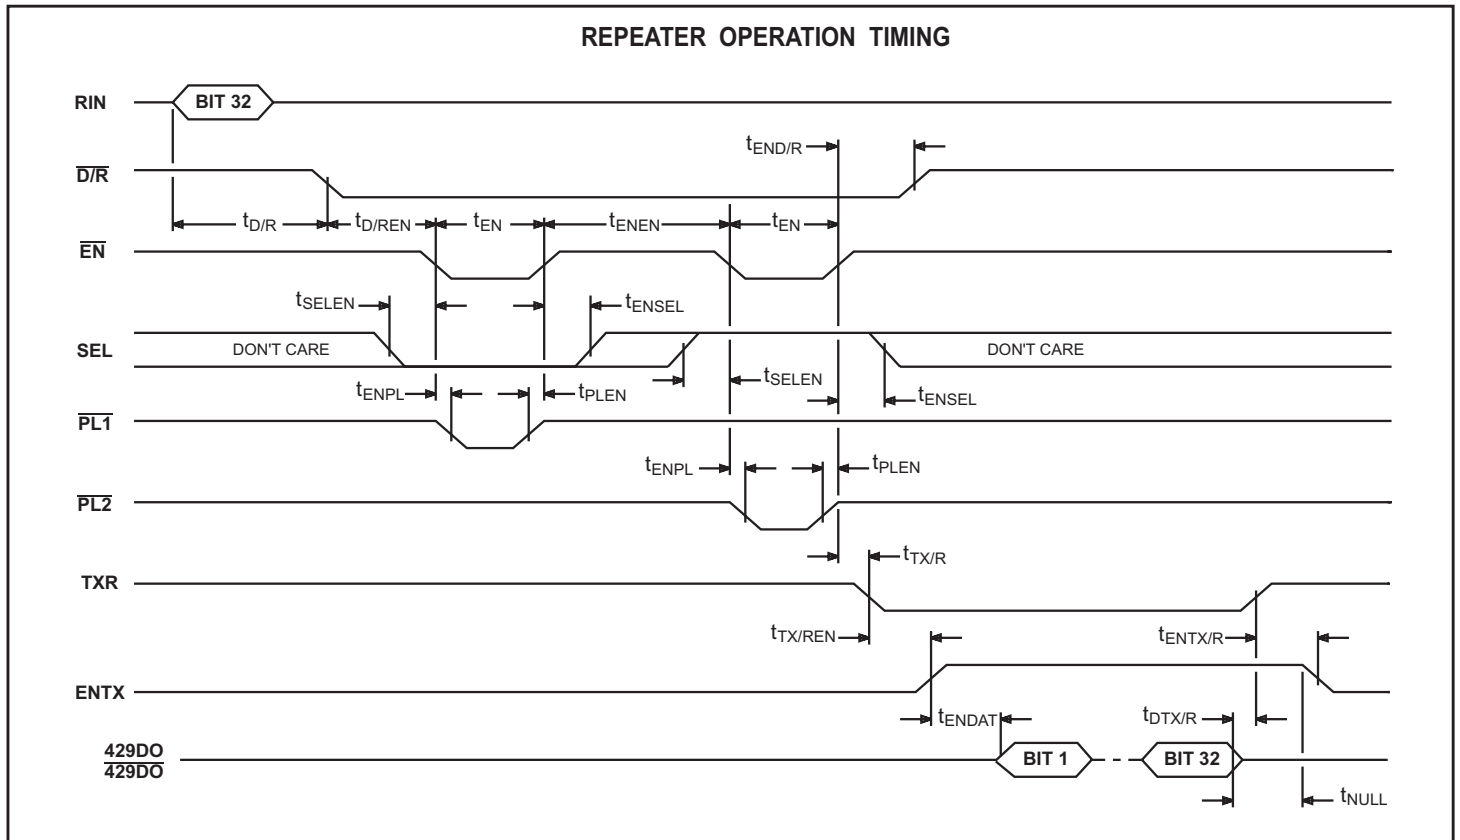 REPEATER OPERATION TIMING
RIN
BIT 32
tEND/R
D/R
tD/R
tD/REN
tEN
tENEN
tEN
EN
tSELEN
tENSEL
SEL
DON'T CARE
DON'T CARE
tSELEN
tENPL
tPLEN
tENSEL
PL1
tENPL
tPLEN
PL2
tTX/R
TXR
tTX/REN
tENTX/R
ENTX
tENDAT
tDTX/R
429DO
429DO
BIT 1
BIT 32
tNULL